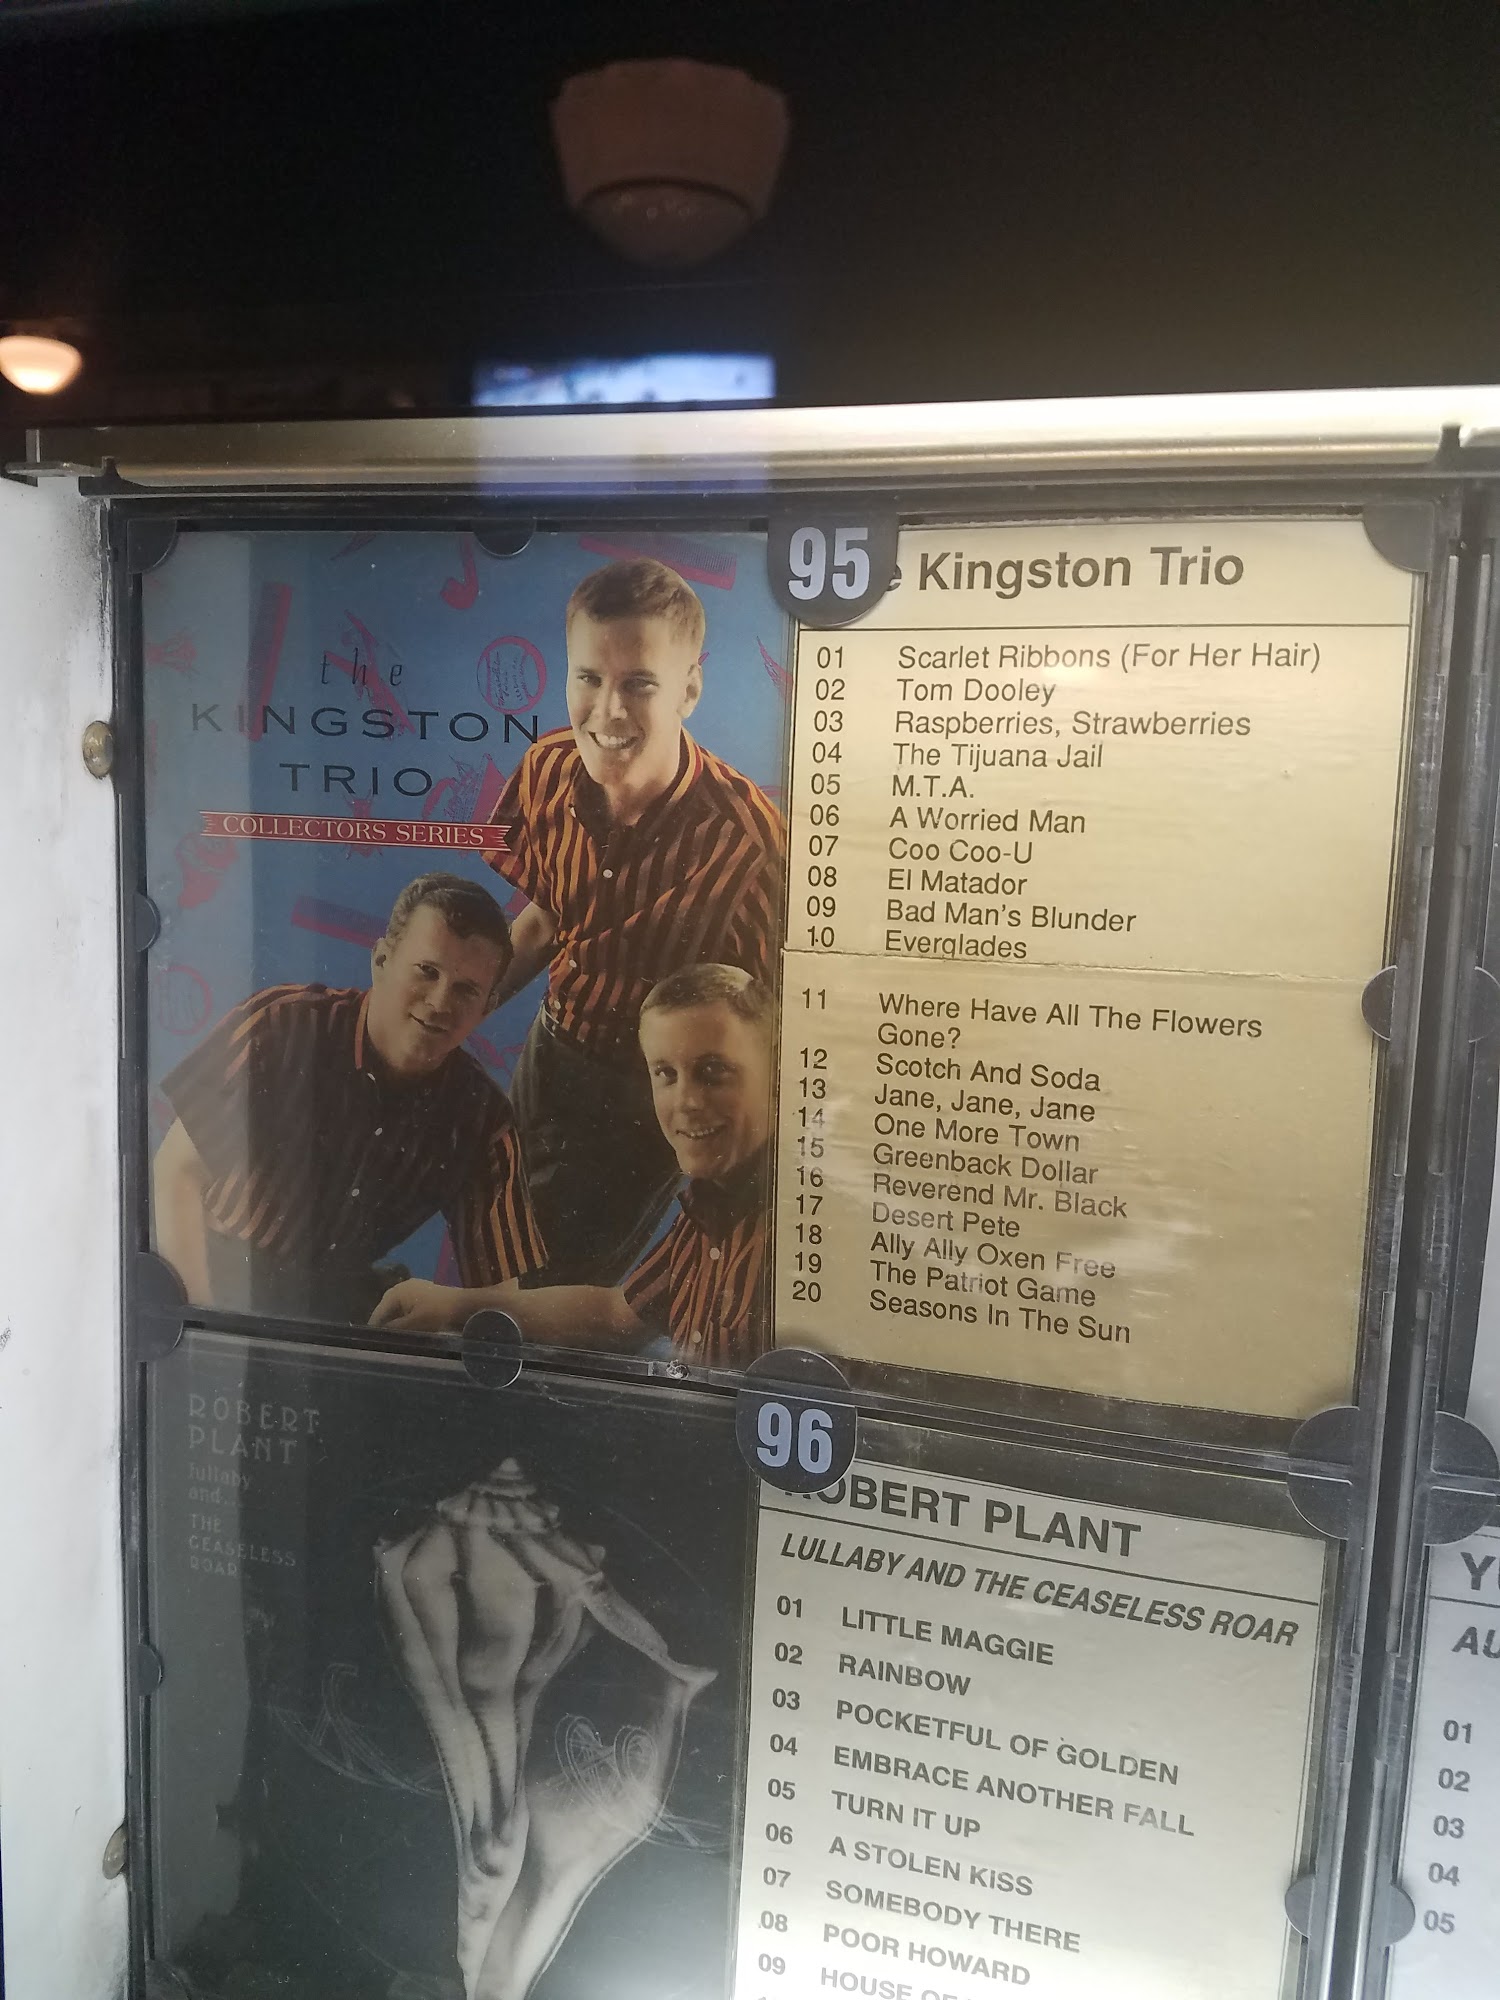 the
KINGSTON
TRIO
COLLECTORS SERIES
95
Kingston Trio
01 Scarlet Ribbons (For Her Hair)
02 Tom Dooley
03 Raspberries, Strawberries
04 The Tijuana Jail
05 M.T.A.
06 A Worried Man
07 Coo Coo-U
08 El Matador
09 Bad Man's Blunder
10 Everglades
11 Where Have All The Flowers
Gone?
12 Scotch And Soda
13 Jane, Jane, Jane
14 One More Town
15 Greenback Dollar
16 Reverend Mr. Black
17 Desert Pete
18 Ally Ally Oxen Free
19 The Patriot Game
20 Seasons In The Sun
ROBERT
PLANT
lullaby
and...
THE
CEASELESS
ROAR
96
ROBERT PLANT
LULLABY AND THE CEASELESS ROAR
01 LITTLE MAGGIE
02 RAINBOW
03 POCKETFUL OF GOLDEN
04 EMBRACE ANOTHER FALL
05 TURN IT UP
06 A STOLEN KISS
07 SOMEBODY THERE
08 POOR HOWARD
09 HOUSE OF
01
02
03
04
05